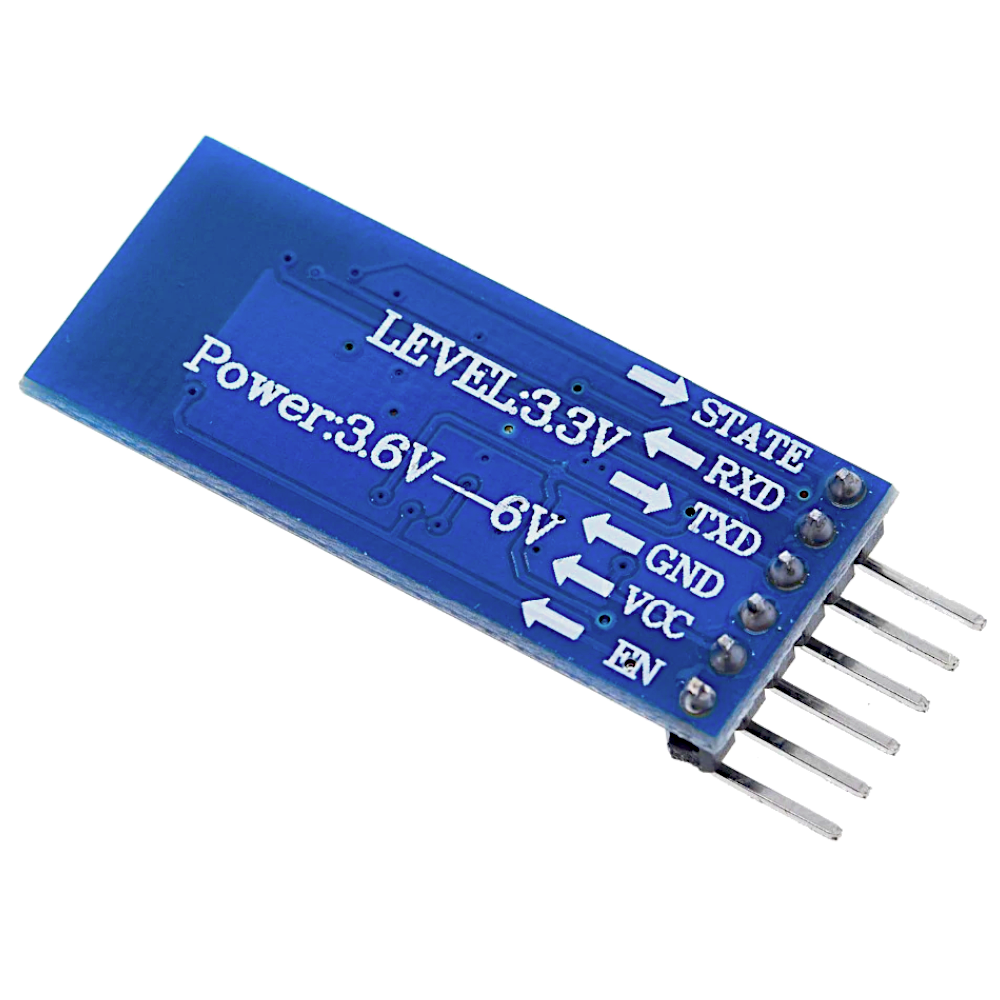 LEVEL:3.3V
Power:3.6V—6V
STATE
RXD
TXD
GND
VCC
EN